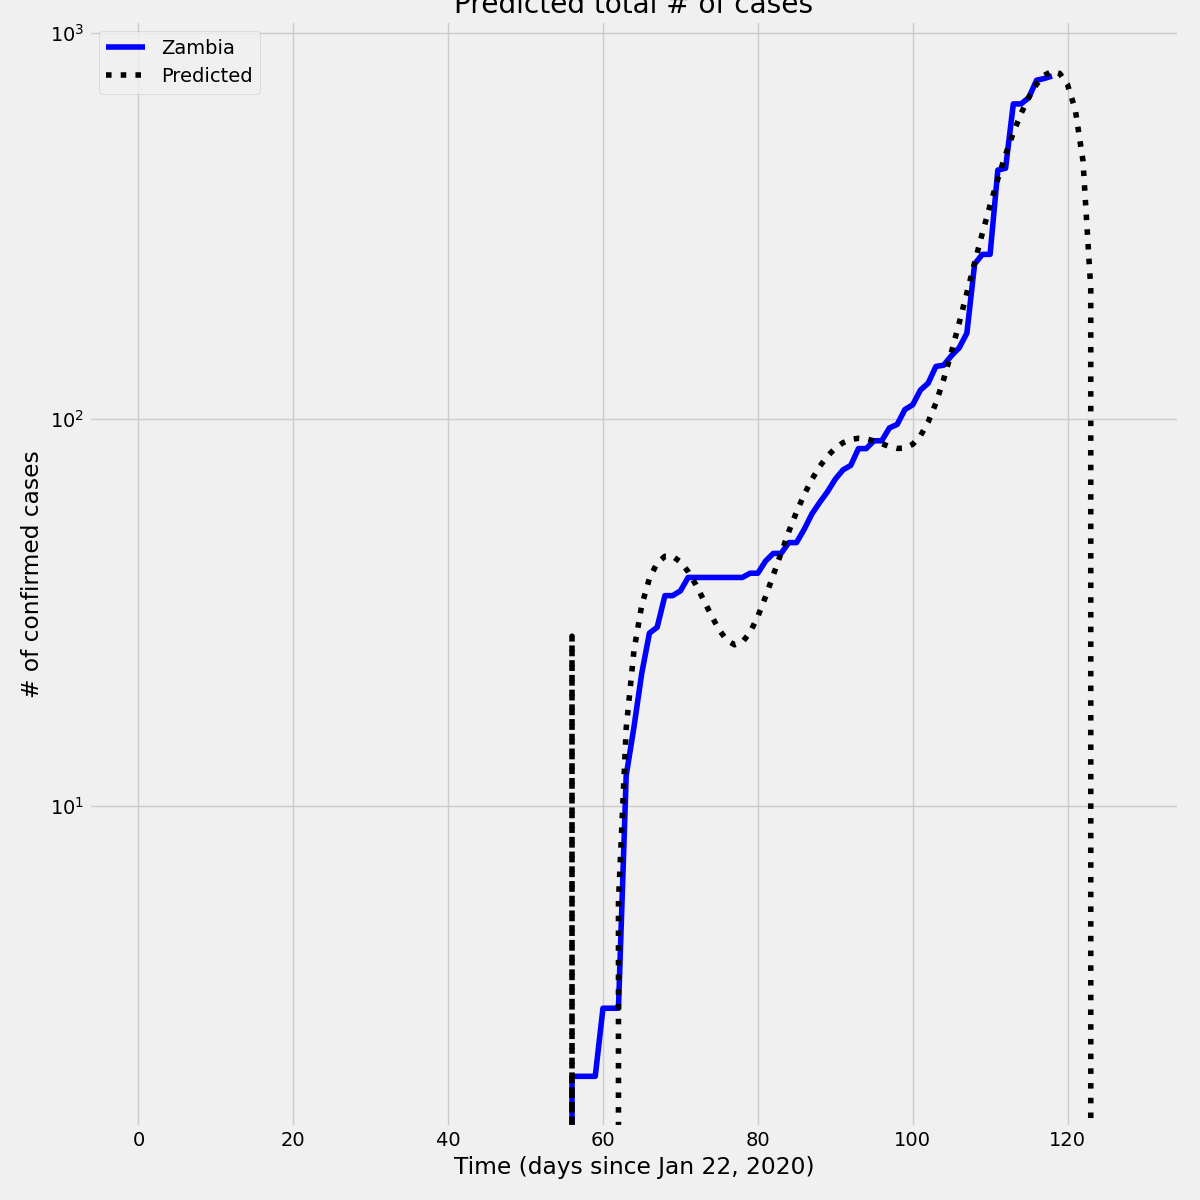 Predicted total # of cases
10³
Zambia
Predicted
10²
10¹
# of confirmed cases
0 20 40 60 80 100 120
Time (days since Jan 22, 2020)